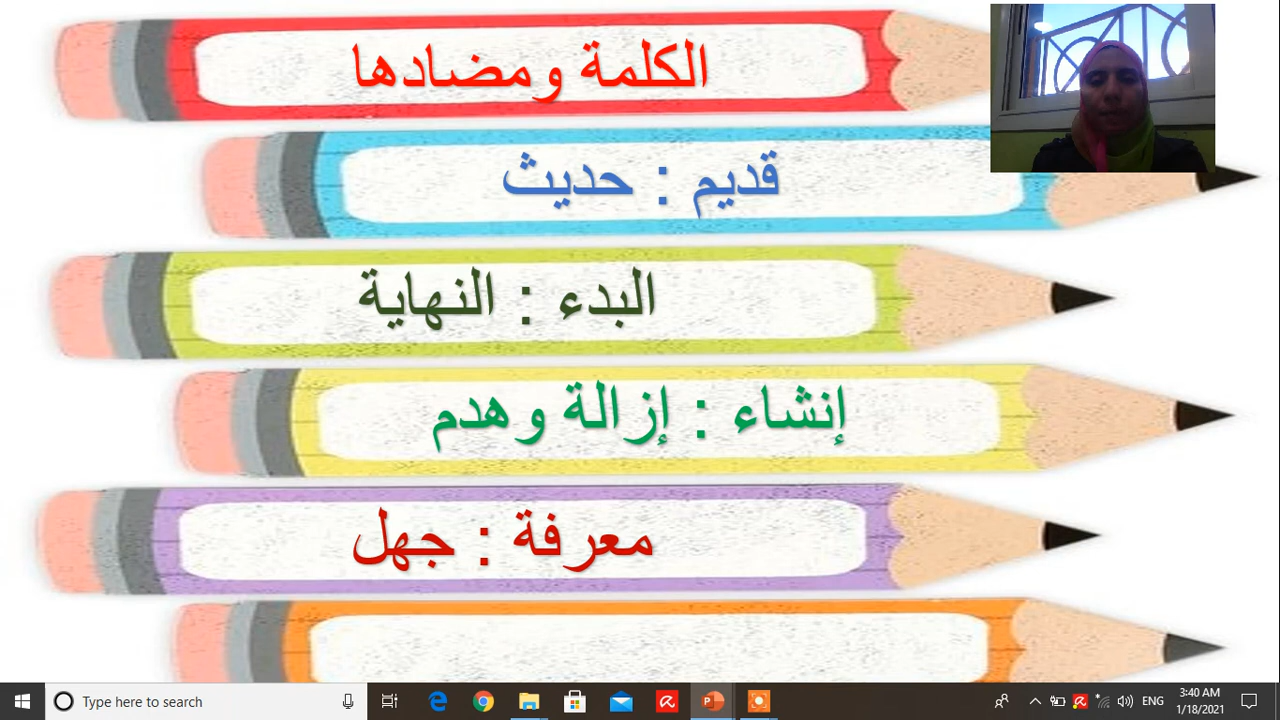 الكلمة ومضادها
قديم : حديث
البدء : النهاية
إنشاء : إزالة وهدم
معرفة : جهل
Type here to search
ENG
3:40 AM
1/18/2021